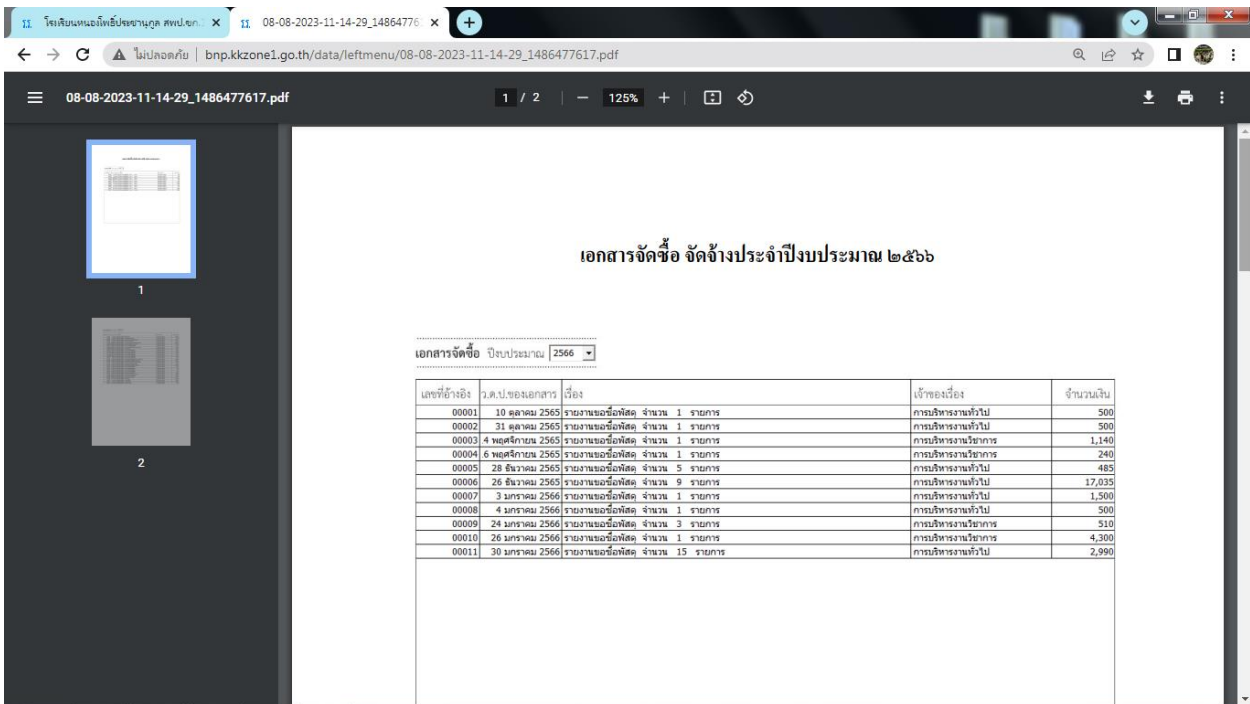 โรงเรียนหนองโพธิ์ประชานุกูล สพป.ขก.
08-08-2023-11-14-29_14864776
ไม่ปลอดภัย | bnp.kkzone1.go.th/data/leftmenu/08-08-2023-11-14-29_1486477617.pdf
08-08-2023-11-14-29_1486477617.pdf
1 / 2
125%
1
2
เอกสารจัดซื้อ จัดจ้างประจำปีงบประมาณ ๒๕๖๖
เอกสารจัดซื้อ ปีงบประมาณ 2566
เลขที่อ้างอิง ว.ด.ป.ของเอกสาร เรื่อง เจ้าของเรื่อง จำนวนเงิน
00001 10 ตุลาคม 2565 รายงานขอซื้อพัสดุ จำนวน 1 รายการ การบริหารงานทั่วไป 500
00002 31 ตุลาคม 2565 รายงานขอซื้อพัสดุ จำนวน 1 รายการ การบริหารงานทั่วไป 500
00003 4 พฤศจิกายน 2565 รายงานขอซื้อพัสดุ จำนวน 1 รายการ การบริหารงานวิชาการ 1,140
00004 6 พฤศจิกายน 2565 รายงานขอซื้อพัสดุ จำนวน 1 รายการ การบริหารงานวิชาการ 240
00005 28 ธันวาคม 2565 รายงานขอซื้อพัสดุ จำนวน 5 รายการ การบริหารงานทั่วไป 485
00006 26 ธันวาคม 2565 รายงานขอซื้อพัสดุ จำนวน 9 รายการ การบริหารงานทั่วไป 17,035
00007 3 มกราคม 2566 รายงานขอซื้อพัสดุ จำนวน 1 รายการ การบริหารงานทั่วไป 1,500
00008 4 มกราคม 2566 รายงานขอซื้อพัสดุ จำนวน 1 รายการ การบริหารงานทั่วไป 500
00009 24 มกราคม 2566 รายงานขอซื้อพัสดุ จำนวน 3 รายการ การบริหารงานวิชาการ 510
00010 26 มกราคม 2566 รายงานขอซื้อพัสดุ จำนวน 1 รายการ การบริหารงานวิชาการ 4,300
00011 30 มกราคม 2566 รายงานขอซื้อพัสดุ จำนวน 15 รายการ การบริหารงานทั่วไป 2,990